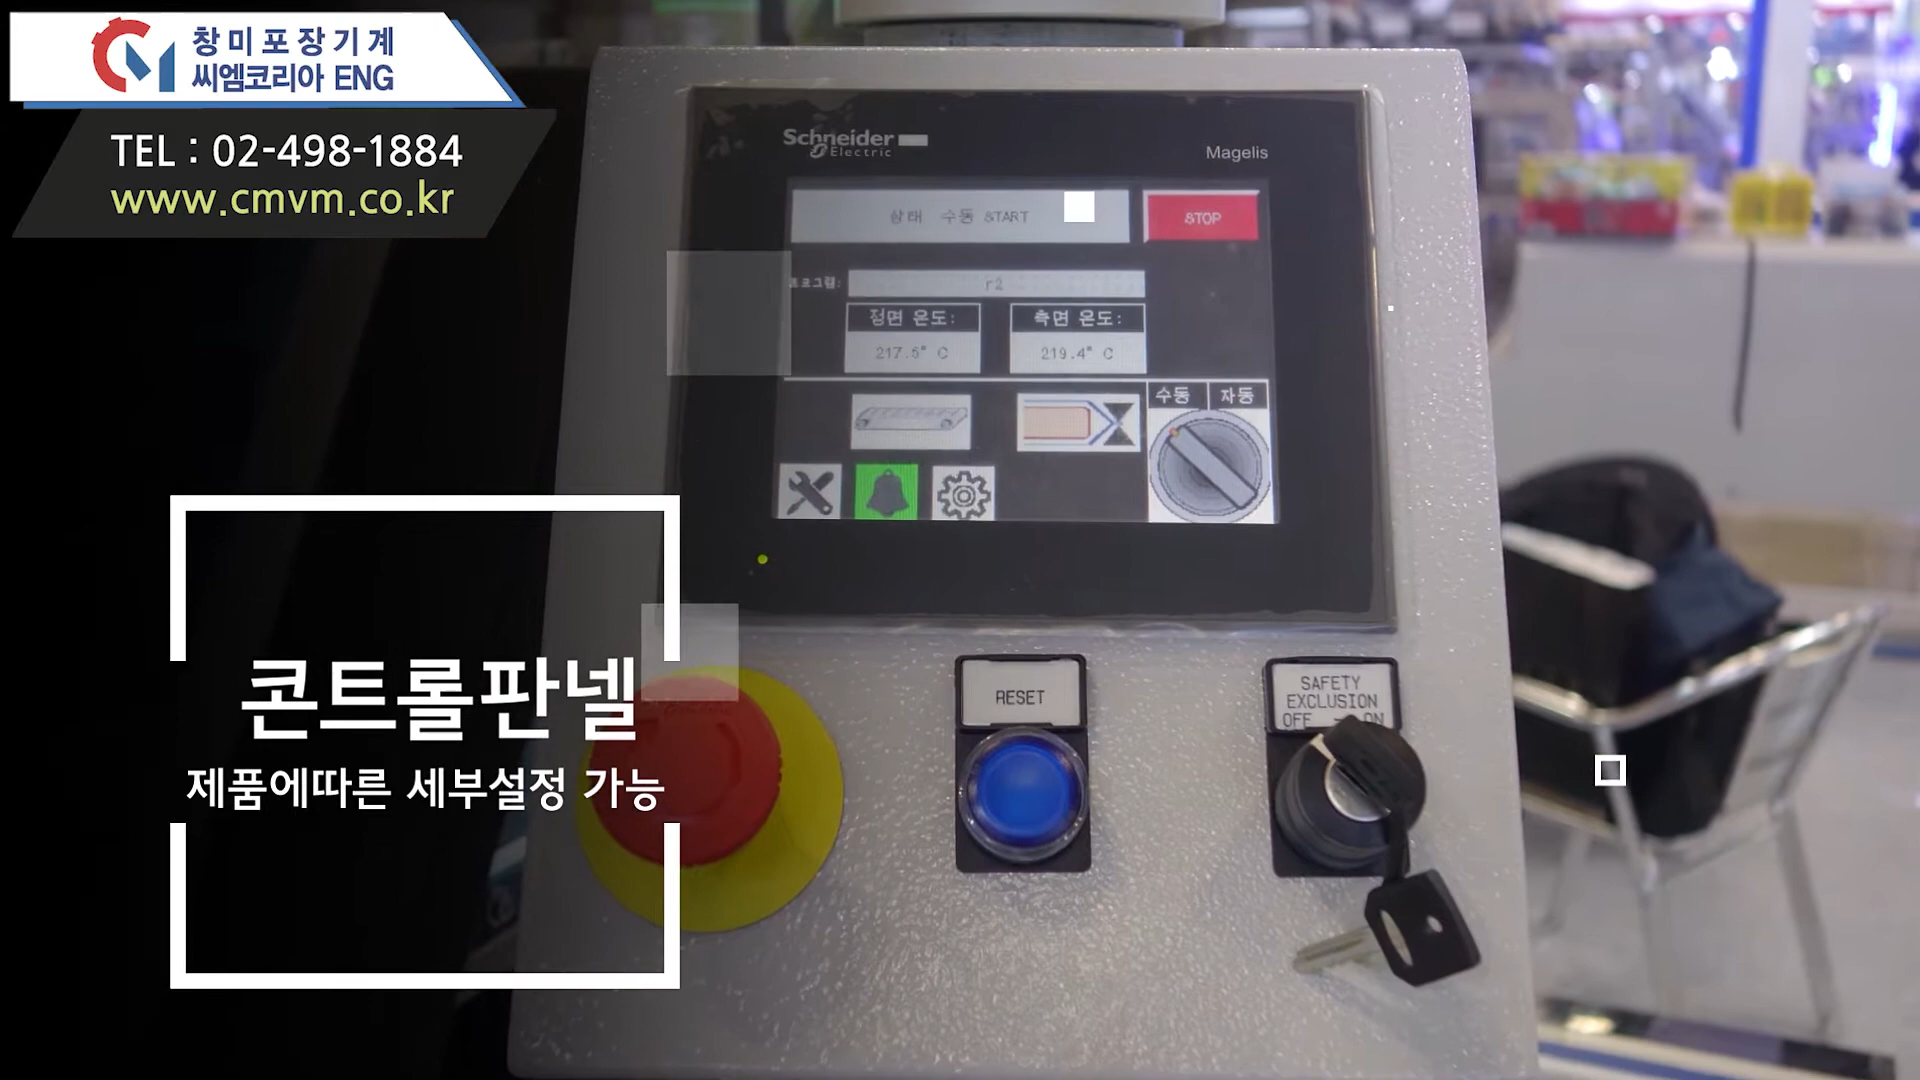 창미포장기계
씨엠코리아 ENG
TEL : 02-498-1884
www.cmvm.co.kr
Schneider
Electric
Magelis
상태 수동 START
STOP
프로그램:
r2
정면 온도:
측면 온도:
217.5° C
219.4° C
수동
자동
콘트롤판넬
제품에따른 세부설정 가능
RESET
SAFETY
EXCLUSION
OFF
ON